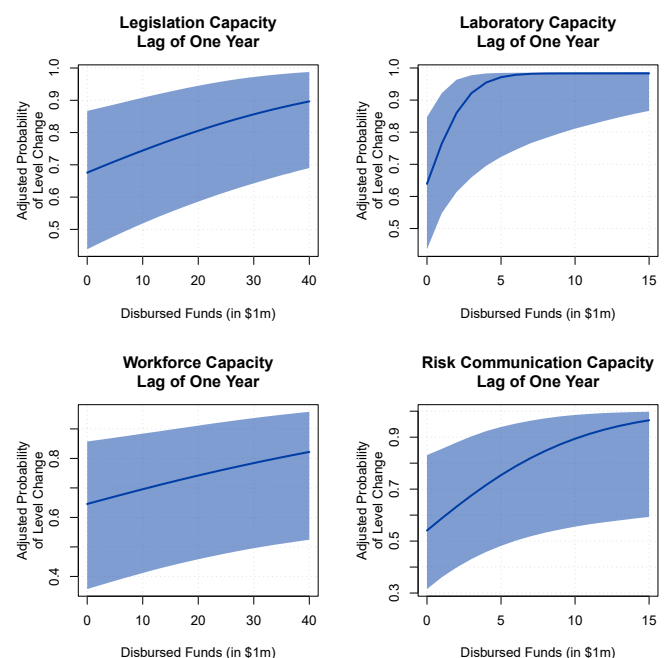 Legislation Capacity
Lag of One Year
Adjusted Probability
of Level Change
1.0
0.9
0.8
0.7
0.6
0.5
0 10 20 30 40
Disbursed Funds (in $1m)
Laboratory Capacity
Lag of One Year
Adjusted Probability
of Level Change
1.0
0.9
0.8
0.7
0.6
0.5
0 5 10 15
Disbursed Funds (in $1m)
Workforce Capacity
Lag of One Year
Adjusted Probability
of Level Change
0.8
0.6
0.4
0 10 20 30 40
Disbursed Funds (in $1m)
Risk Communication Capacity
Lag of One Year
Adjusted Probability
of Level Change
0.9
0.7
0.5
0.3
0 5 10 15
Disbursed Funds (in $1m)